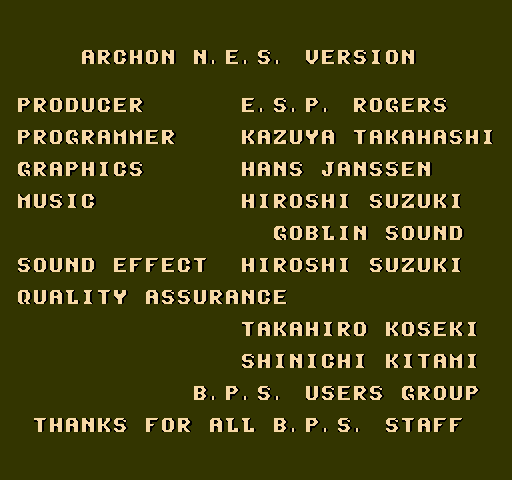 ARCHON N.E.S. VERSION
PRODUCER E.S.P. ROGERS
PROGRAMMER KAZUYA TAKAHASHI
GRAPHICS HANS JANSSEN
MUSIC HIROSHI SUZUKI
GOBLIN SOUND
SOUND EFFECT HIROSHI SUZUKI
QUALITY ASSURANCE
TAKAHIRO KOSEKI
SHINICHI KITAMI
B.P.S. USERS GROUP
THANKS FOR ALL B.P.S. STAFF